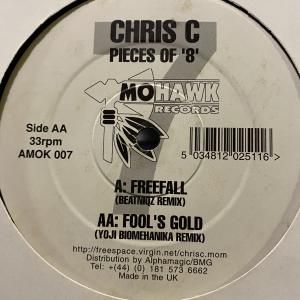 CHRIS C
PIECES OF '8'
7
MOHAWK
RECORDS
Side AA
33rpm
AMOK 007
5 034812 025116 >
A: FREEFALL
(BEATNIQZ REMIX)
AA: FOOL'S GOLD
(YOJI BIOMEHANIKA REMIX)
http://freespace.virgin.net/chrisc.mom
Distribution by Alphamagic/BMG
Tel: +(44) (0) 181 573 6662
Made in the UK